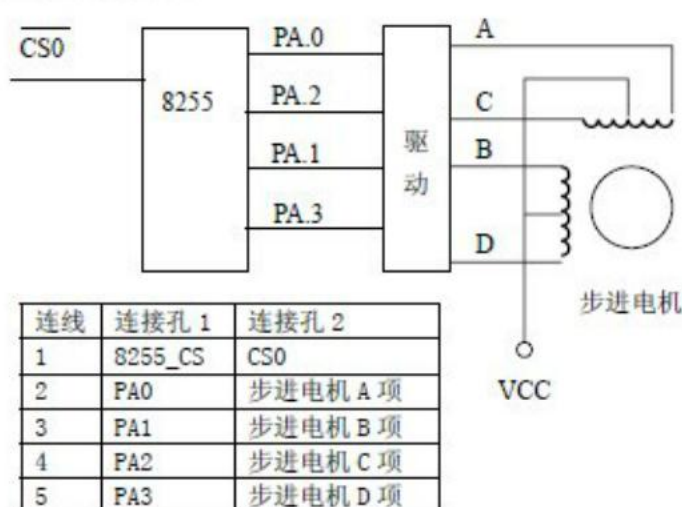 CS0
8255
PA.0
PA.2
PA.1
PA.3
驱
动
A
C
B
D
步进电机
VCC
连线 连接孔 1 连接孔 2
1 8255_CS CS0
2 PA0 步进电机 A 项
3 PA1 步进电机 B 项
4 PA2 步进电机 C 项
5 PA3 步进电机 D 项